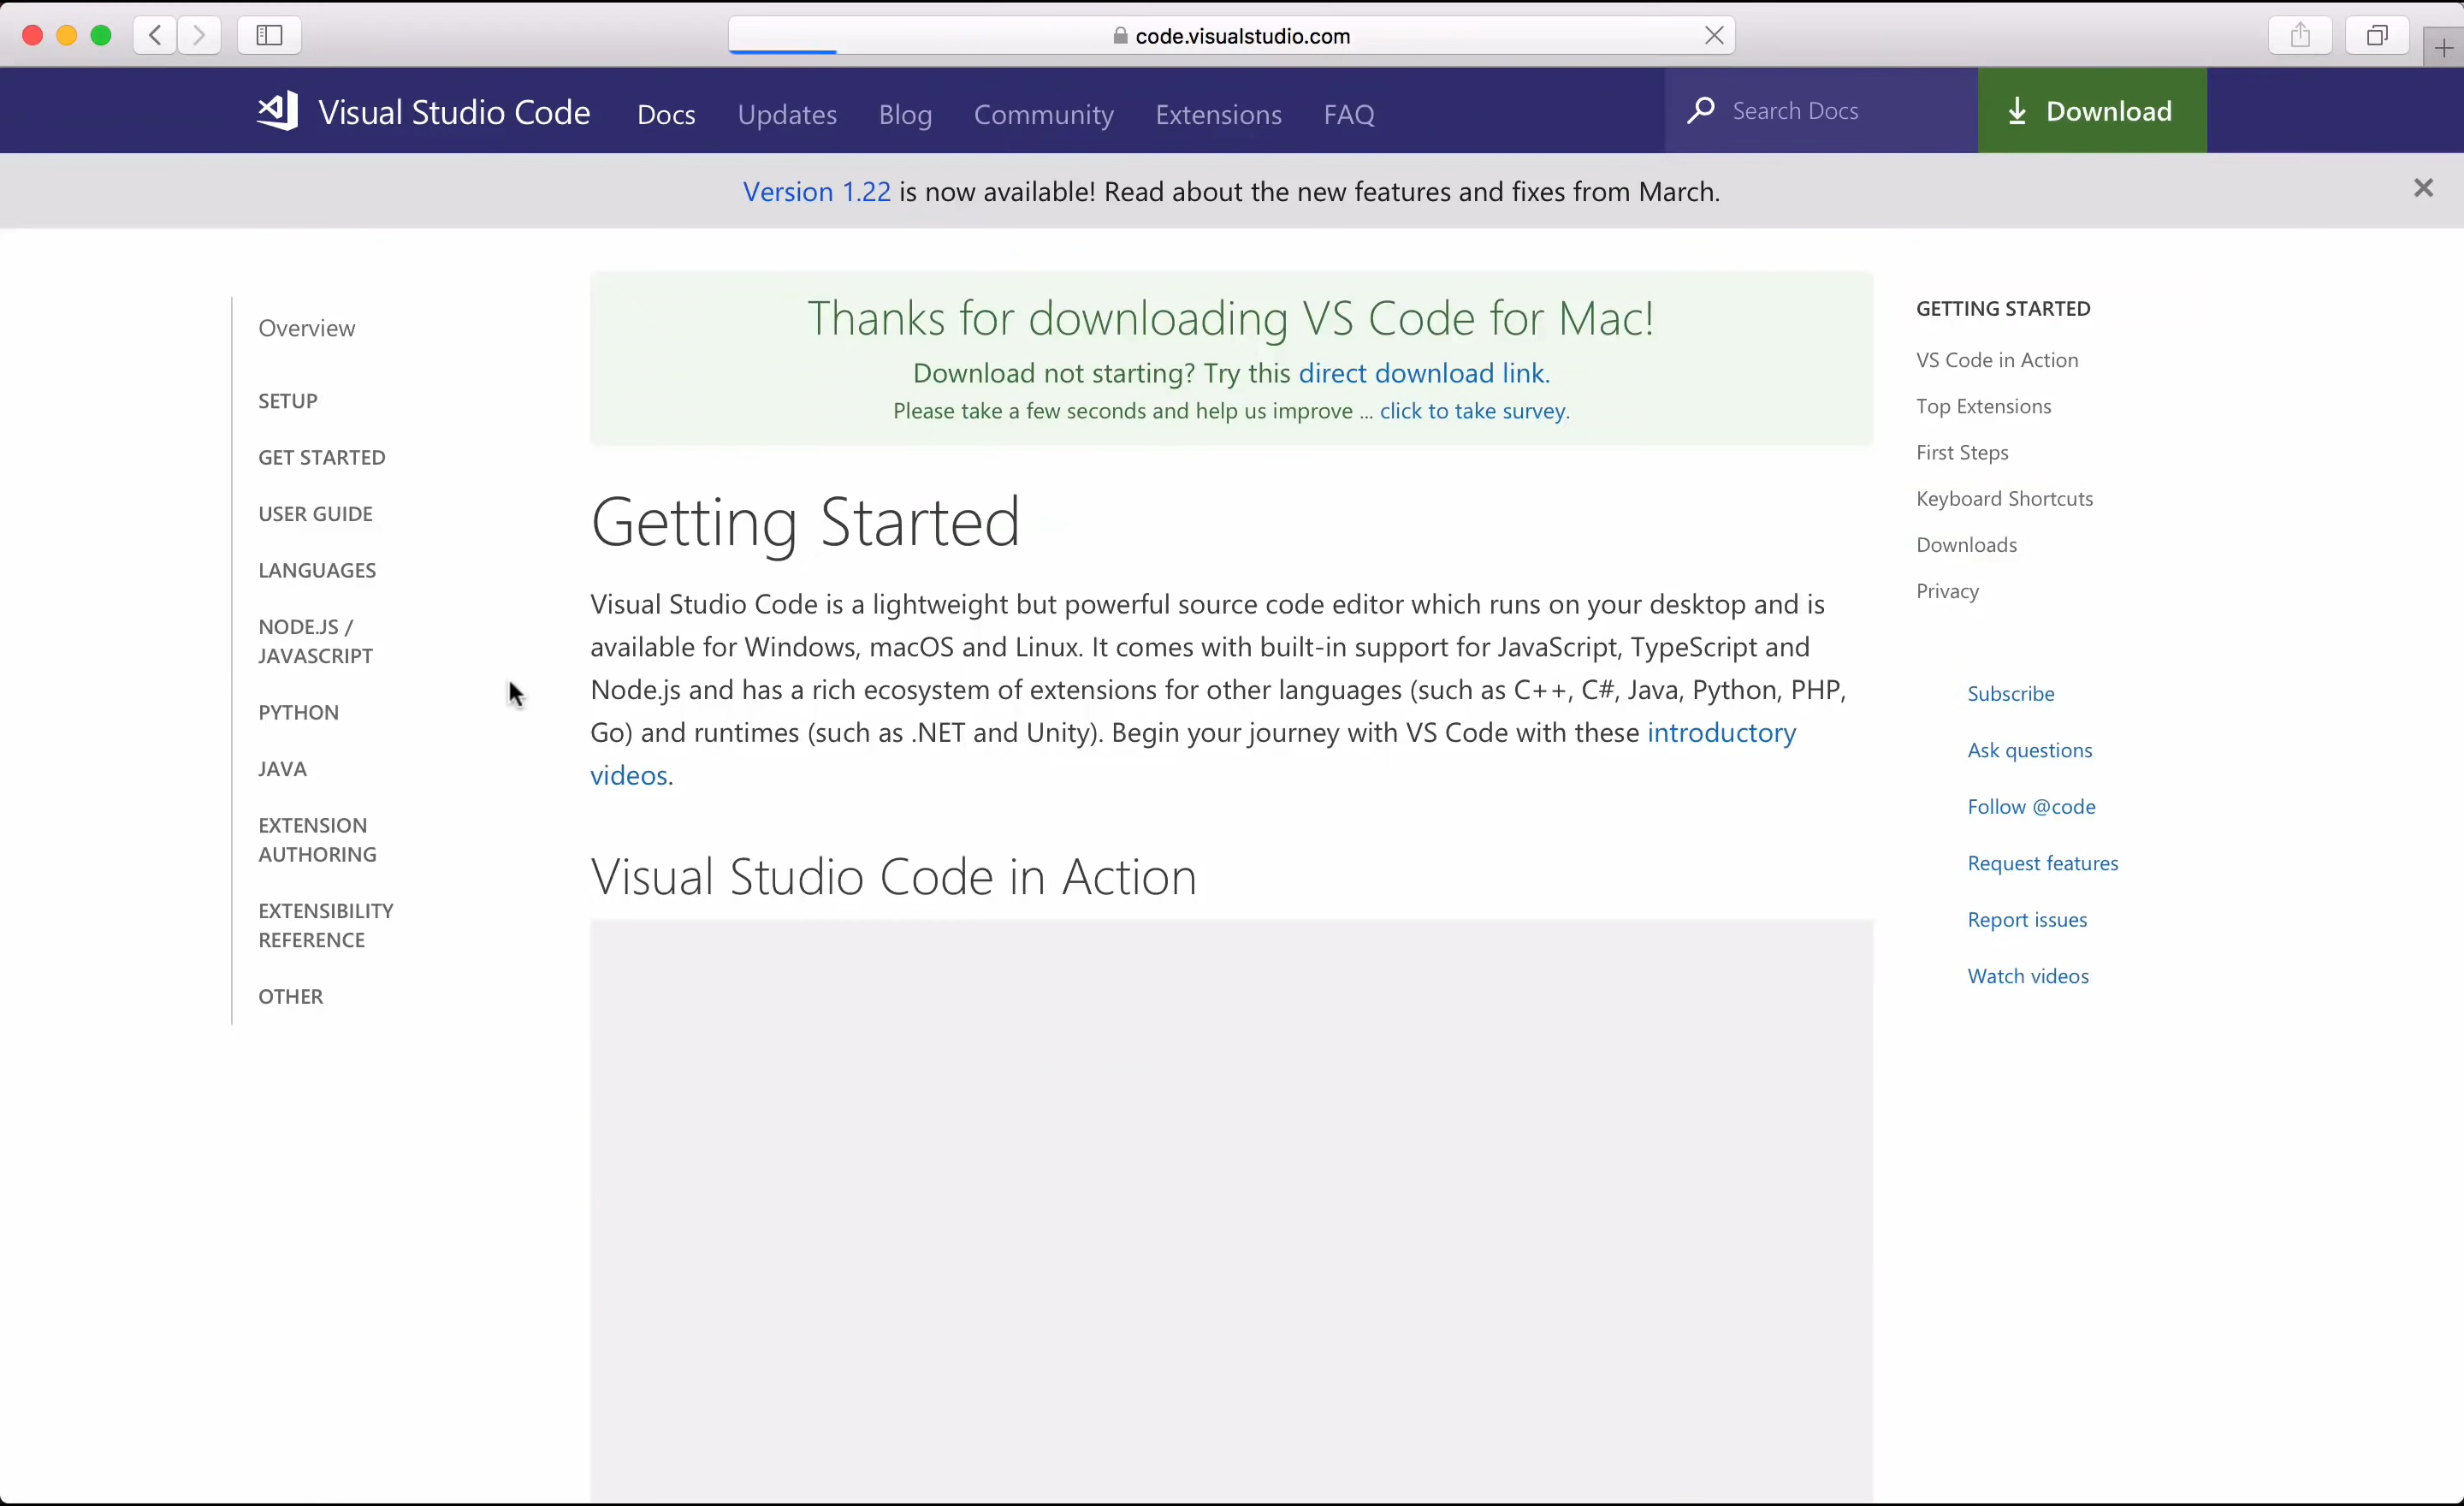 code.visualstudio.com
Visual Studio Code
Docs
Updates
Blog
Community
Extensions
FAQ
Search Docs
Download
Version 1.22 is now available! Read about the new features and fixes from March.
Overview
SETUP
GET STARTED
USER GUIDE
LANGUAGES
NODE.JS /
JAVASCRIPT
PYTHON
JAVA
EXTENSION
AUTHORING
EXTENSIBILITY
REFERENCE
OTHER
Thanks for downloading VS Code for Mac!
Download not starting? Try this direct download link.
Please take a few seconds and help us improve ... click to take survey.
Getting Started
Visual Studio Code is a lightweight but powerful source code editor which runs on your desktop and is
available for Windows, macOS and Linux. It comes with built-in support for JavaScript, TypeScript and
Node.js and has a rich ecosystem of extensions for other languages (such as C++, C#, Java, Python, PHP,
Go) and runtimes (such as .NET and Unity). Begin your journey with VS Code with these introductory
videos.
Visual Studio Code in Action
GETTING STARTED
VS Code in Action
Top Extensions
First Steps
Keyboard Shortcuts
Downloads
Privacy
Subscribe
Ask questions
Follow @code
Request features
Report issues
Watch videos